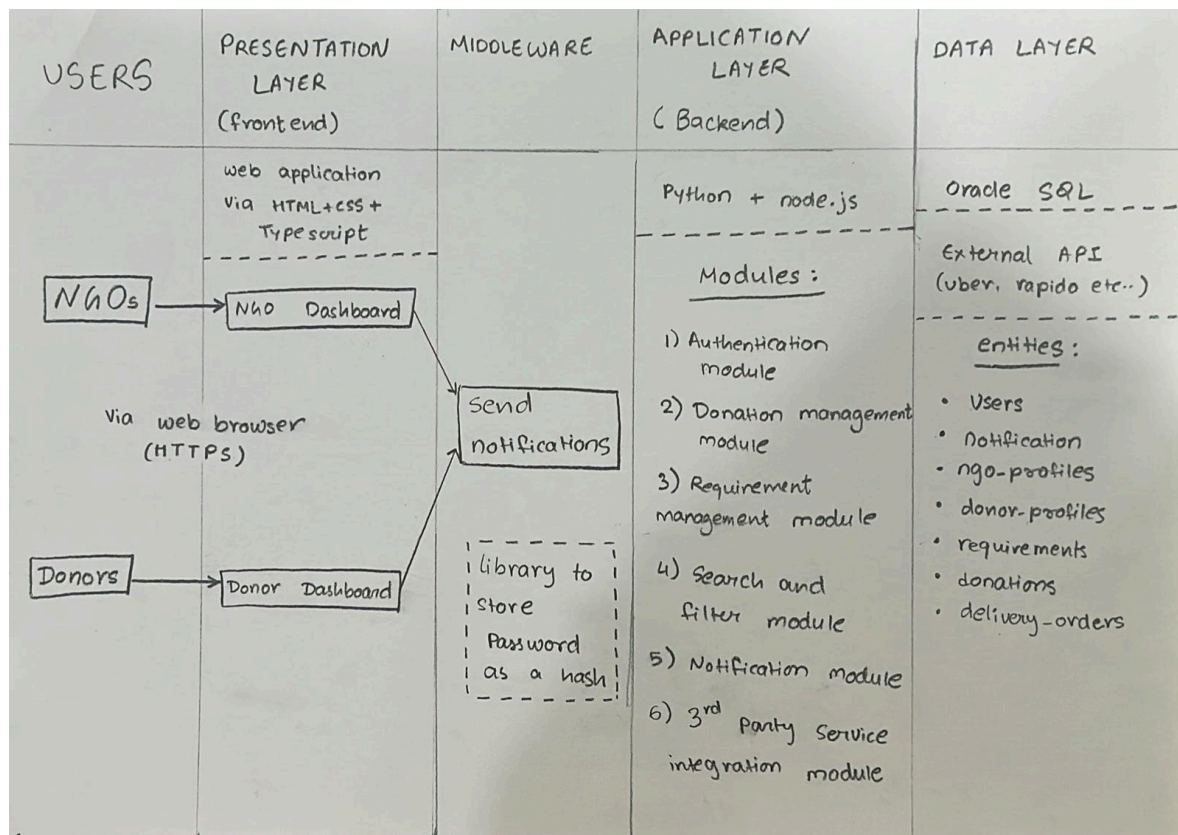 USERS
PRESENTATION
LAYER
(front end)
MIDDLEWARE
APPLICATION
LAYER
(Backend)
DATA LAYER
web application
via HTML+css+
Typescript
NGOs
NGO Dashboard
via web browser
(HTTPS)
Donors
Donor Dashboard
send
notifications
library to
store
Password
as a hash
Python + node.js
Modules:
1) Authentication
module
2) Donation management
module
3) Requirement
management module
4) Search and
filter module
5) Notification module
6) 3rd party service
integration module
Oracle SQL
External API
(uber, rapido etc..)
entities:
• Users
• notification
• ngo-profiles
• donor-profiles
• requirements
• donations
• delivery-orders